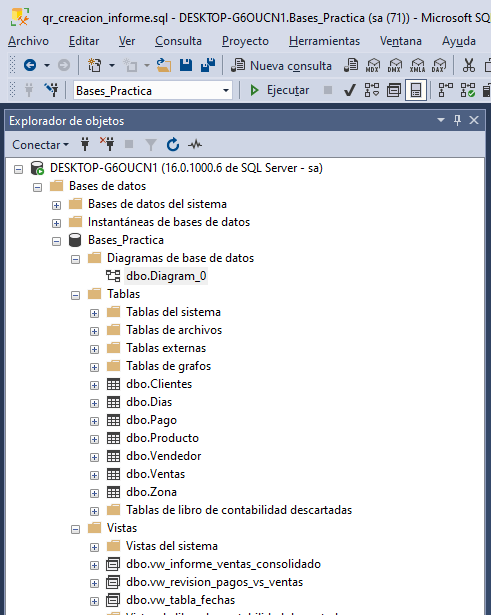 qr_creacion_informe.sql - DESKTOP-G6OUCN1.Bases_Practica (sa (71)) - Microsoft SQ
Archivo Editar Ver Git Proyecto Herramientas Ventana Ayuda
Nueva consulta MDX DMX XMLA DAX
Bases_Practica Ejecutar
Explorador de objetos
Conectar
DESKTOP-G6OUCN1 (16.0.1000.6 de SQL Server - sa)
Bases de datos
Bases de datos del sistema
Instantáneas de bases de datos
Bases_Practica
Diagramas de base de datos
dbo.Diagram_0
Tablas
Tablas del sistema
Tablas de archivos
Tablas externas
Tablas de grafos
dbo.Clientes
dbo.Dias
dbo.Pago
dbo.Producto
dbo.Vendedor
dbo.Ventas
dbo.Zona
Tablas de libro de contabilidad descartadas
Vistas
Vistas del sistema
dbo.vw_informe_ventas_consolidado
dbo.vw_revision_pagos_vs_ventas
dbo.vw_tabla_fechas